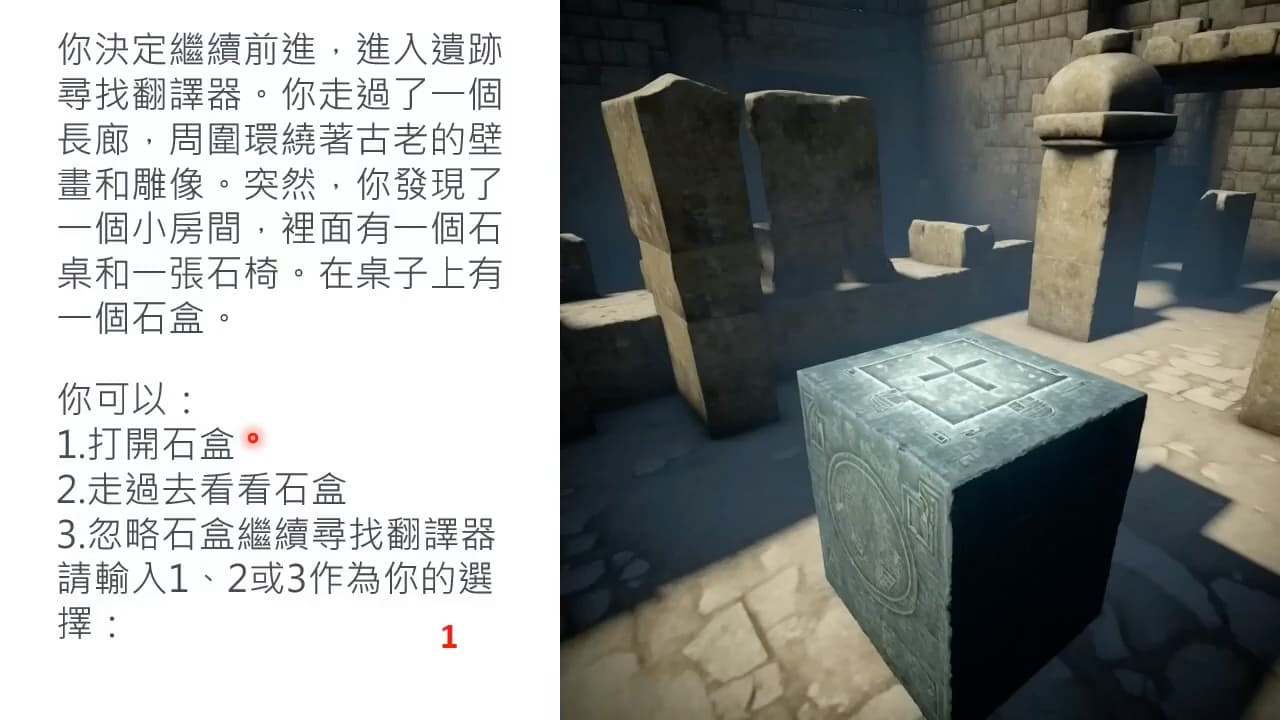 你決定繼續前進，進入遺跡
尋找翻譯器。你走過了一個
長廊，周圍環繞著古老的壁
畫和雕像。突然，你發現了
一個小房間，裡面有一個石
桌和一張石椅。在桌子上有
一個石盒。
你可以：
1.打開石盒
2.走過去看看石盒
3.忽略石盒繼續尋找翻譯器
請輸入1、2或3作為你的選
擇：
1